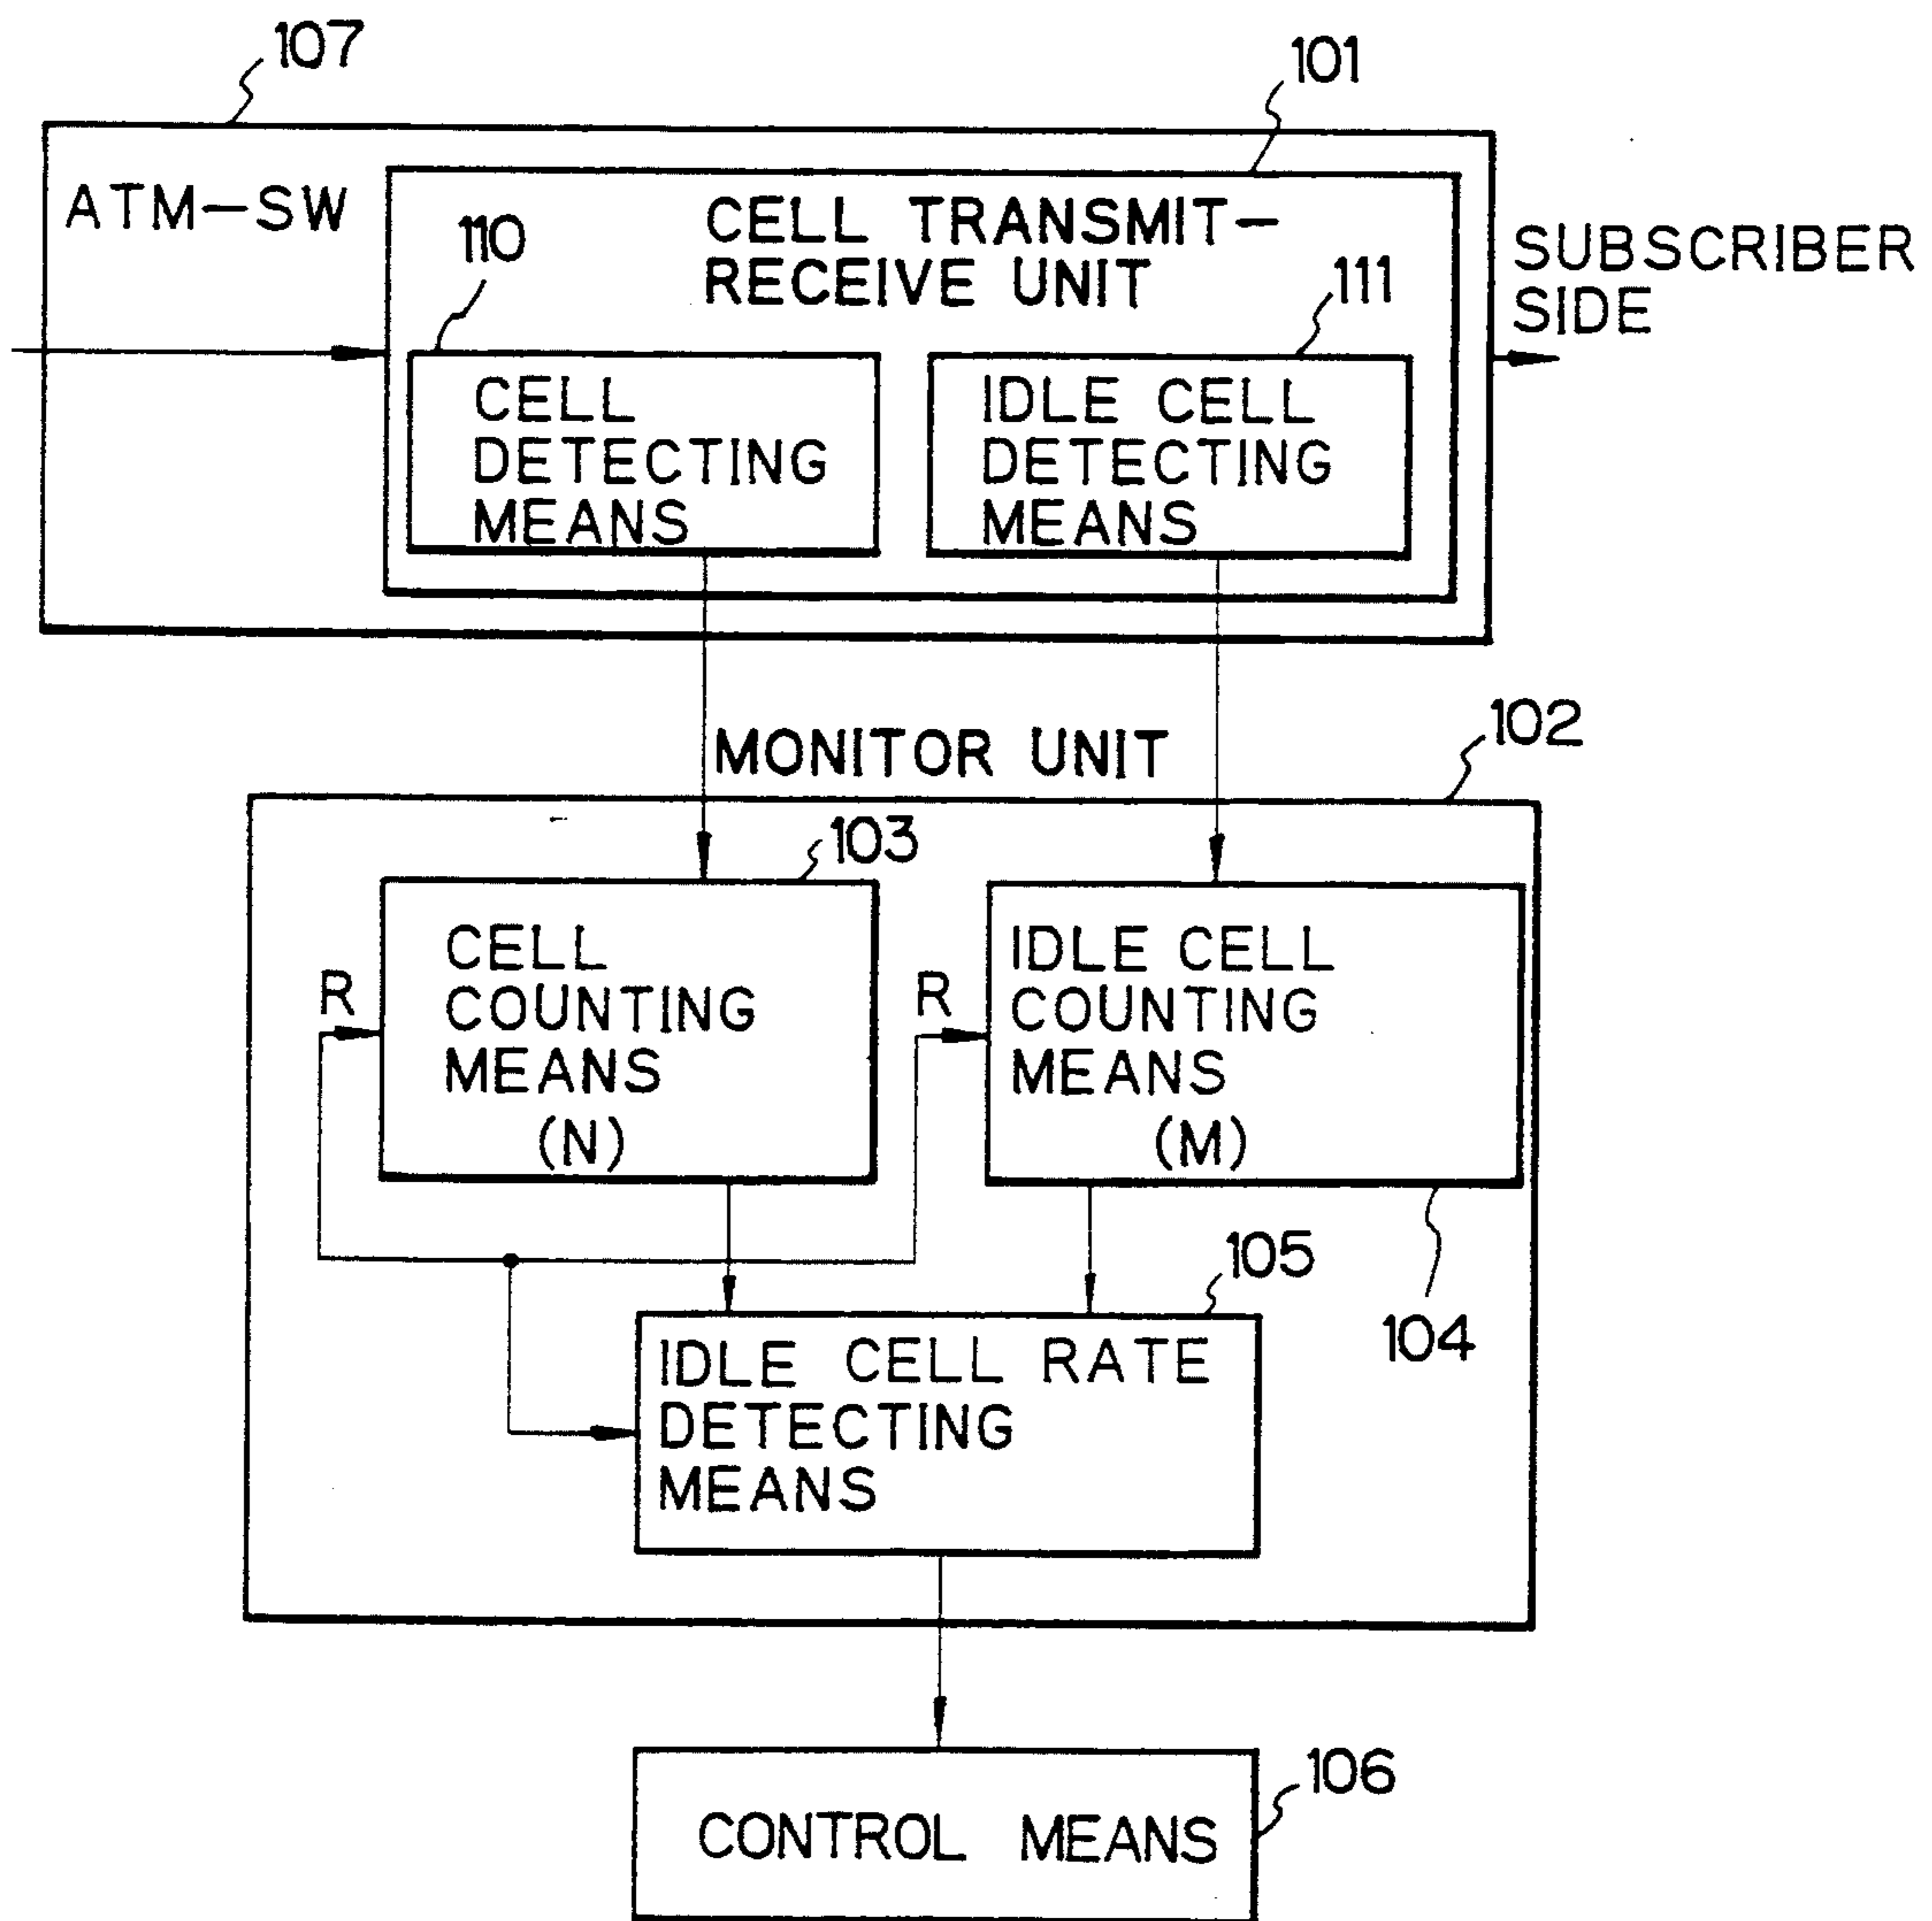 107
101
ATM-SW
110
CELL TRANSMIT-
RECEIVE UNIT
111
SUBSCRIBER
SIDE
CELL
DETECTING
MEANS
IDLE CELL
DETECTING
MEANS
MONITOR UNIT
102
103
R
CELL
COUNTING
MEANS
(N)
R
IDLE CELL
COUNTING
MEANS
(M)
104
105
IDLE CELL RATE
DETECTING
MEANS
CONTROL MEANS
106